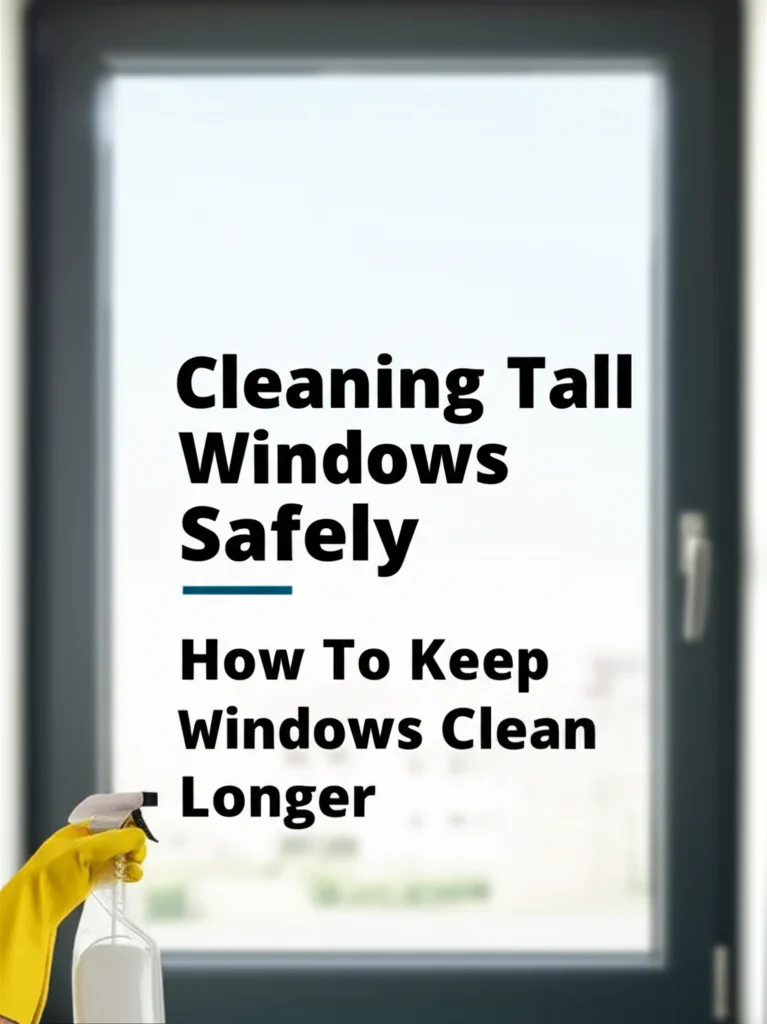 Cleaning Tall
Windows
Safely
How To Keep
Windows Clean
Longer